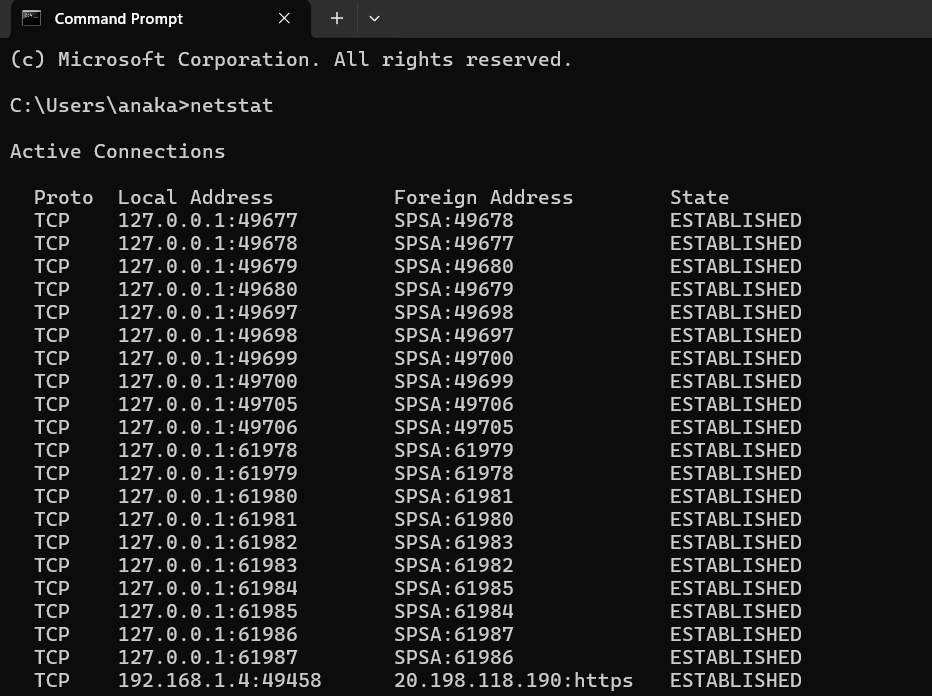 Command Prompt
(c) Microsoft Corporation. All rights reserved.
C:\Users\anaka>netstat
Active Connections
Proto  Local Address          Foreign Address        State
TCP    127.0.0.1:49677        SPSA:49678             ESTABLISHED
TCP    127.0.0.1:49678        SPSA:49677             ESTABLISHED
TCP    127.0.0.1:49679        SPSA:49680             ESTABLISHED
TCP    127.0.0.1:49680        SPSA:49679             ESTABLISHED
TCP    127.0.0.1:49697        SPSA:49698             ESTABLISHED
TCP    127.0.0.1:49698        SPSA:49697             ESTABLISHED
TCP    127.0.0.1:49699        SPSA:49700             ESTABLISHED
TCP    127.0.0.1:49700        SPSA:49699             ESTABLISHED
TCP    127.0.0.1:49705        SPSA:49706             ESTABLISHED
TCP    127.0.0.1:49706        SPSA:49705             ESTABLISHED
TCP    127.0.0.1:61978        SPSA:61979             ESTABLISHED
TCP    127.0.0.1:61979        SPSA:61978             ESTABLISHED
TCP    127.0.0.1:61980        SPSA:61981             ESTABLISHED
TCP    127.0.0.1:61981        SPSA:61980             ESTABLISHED
TCP    127.0.0.1:61982        SPSA:61983             ESTABLISHED
TCP    127.0.0.1:61983        SPSA:61982             ESTABLISHED
TCP    127.0.0.1:61984        SPSA:61985             ESTABLISHED
TCP    127.0.0.1:61985        SPSA:61984             ESTABLISHED
TCP    127.0.0.1:61986        SPSA:61987             ESTABLISHED
TCP    127.0.0.1:61987        SPSA:61986             ESTABLISHED
TCP    192.168.1.4:49458      20.198.118.190:https   ESTABLISHED